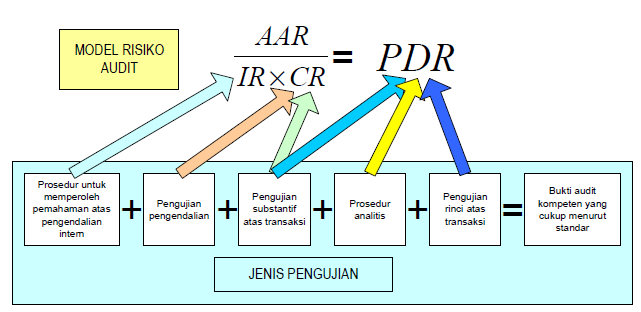 MODEL RISIKO
AUDIT
AAR
IR × CR
= PDR
Prosedur untuk
memperoleh
pemahaman atas
pengendalian
intern
+
Pengujian
pengendalian
+
Pengujian
substantif
atas transaksi
+
Prosedur
analitis
+
Pengujian
rinci atas
transaksi
=
Bukti audit
kompeten yang
cukup menurut
standar
JENIS PENGUJIAN